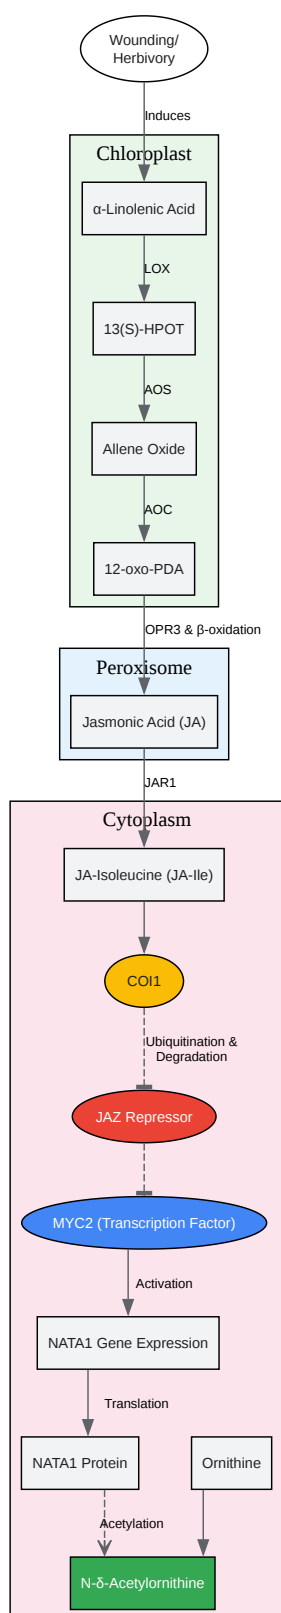 Wounding/
Herbivory
Induces
Chloroplast
α-Linolenic Acid
LOX
13(S)-HPOT
AOS
Allene Oxide
AOC
12-oxo-PDA
OPR3 & β-oxidation
Peroxisome
Jasmonic Acid (JA)
JAR1
Cytoplasm
JA-Isoleucine (JA-Ile)
COI1
Ubiquitination &
Degradation
JAZ Repressor
MYC2 (Transcription Factor)
Activation
NATA1 Gene Expression
Translation
NATA1 Protein
Ornithine
Acetylation
N-δ-Acetylornithine